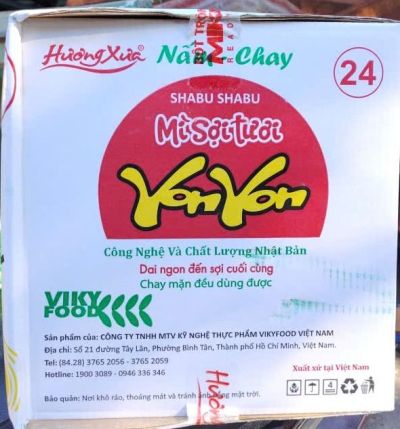 Hương Xưa®
Nấm Chay
24
SHABU SHABU
Mì sợi tươi
YonYon
Công Nghệ Và Chất Lượng Nhật Bản
Dai ngon đến sợi cuối cùng
Chay mặn đều dùng được
VIKY
FOOD
Sản phẩm của: CÔNG TY TNHH MTV KỸ NGHỆ THỰC PHẨM VIKYFOOD VIỆT NAM
Địa chỉ: Số 21 đường Tây Lân, Phường Bình Tân, Thành phố Hồ Chí Minh, Việt Nam.
Tel: (84.28) 3765 2056 - 3765 2059
Hotline: 1900 3089 - 0946 336 346
Xuất xứ tại Việt Nam
4
Bảo quản: Nơi khô ráo, thoáng mát và tránh ánh nắng mặt trời.